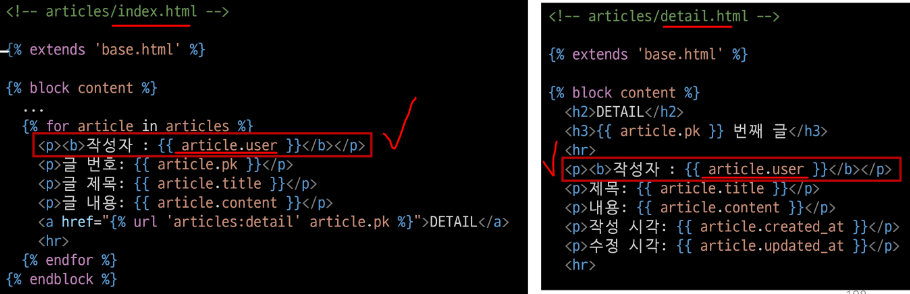 <!-- articles/index.html -->
{% extends 'base.html' %}
{% block content %}
...
{% for article in articles %}
<p><b>작성자 : {{ article.user }}</b></p>
<p>글 번호: {{ article.pk }}</p>
<p>글 제목: {{ article.title }}</p>
<p>글 내용: {{ article.content }}</p>
<a href="{% url 'articles:detail' article.pk %}">DETAIL</a>
<hr>
{% endfor %}
{% endblock %}
<!-- articles/detail.html -->
{% extends 'base.html' %}
{% block content %}
<h2>DETAIL</h2>
<h3>{{ article.pk }} 번째 글</h3>
<hr>
<p><b>작성자 : {{ article.user }}</b></p>
<p>제목: {{ article.title }}</p>
<p>내용: {{ article.content }}</p>
<p>작성 시각: {{ article.created_at }}</p>
<p>수정 시각: {{ article.updated_at }}</p>
<hr>